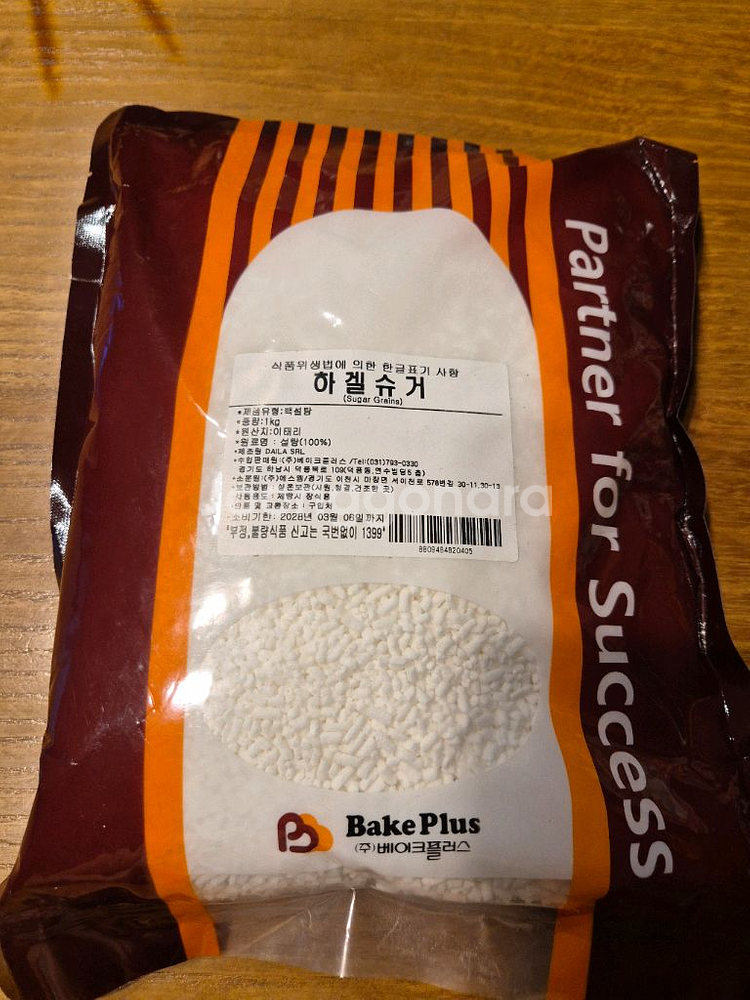 식품위생법에 의한 한글표기 사항
하겔슈거
(Sugar Grains)
*제품유형:백설탕
*중량:1kg
*원산지:이태리
*원료명 : 설탕(100%)
*제조원 DAILA SRL
*수입판매원:(주)베이크플러스 /Tel:(031)793-0330
경기도 하남시 덕풍북로 109(덕풍동,연수빌딩5층)
*소분원:(주)에스엠/경기도 이천시 마장면 서이천로 578번길 30-11,30-13
*보관방법 : 상온보관(서늘,청결,건조한 곳)
사용용도 : 제빵시 장식용
반품 및 교환장소 : 구입처
소비기한: 2028년 03월 06일까지
*부정,불량식품 신고는 국번없이 1399*
8809484820405
Partner for Success
BakePlus
(주)베이크플러스